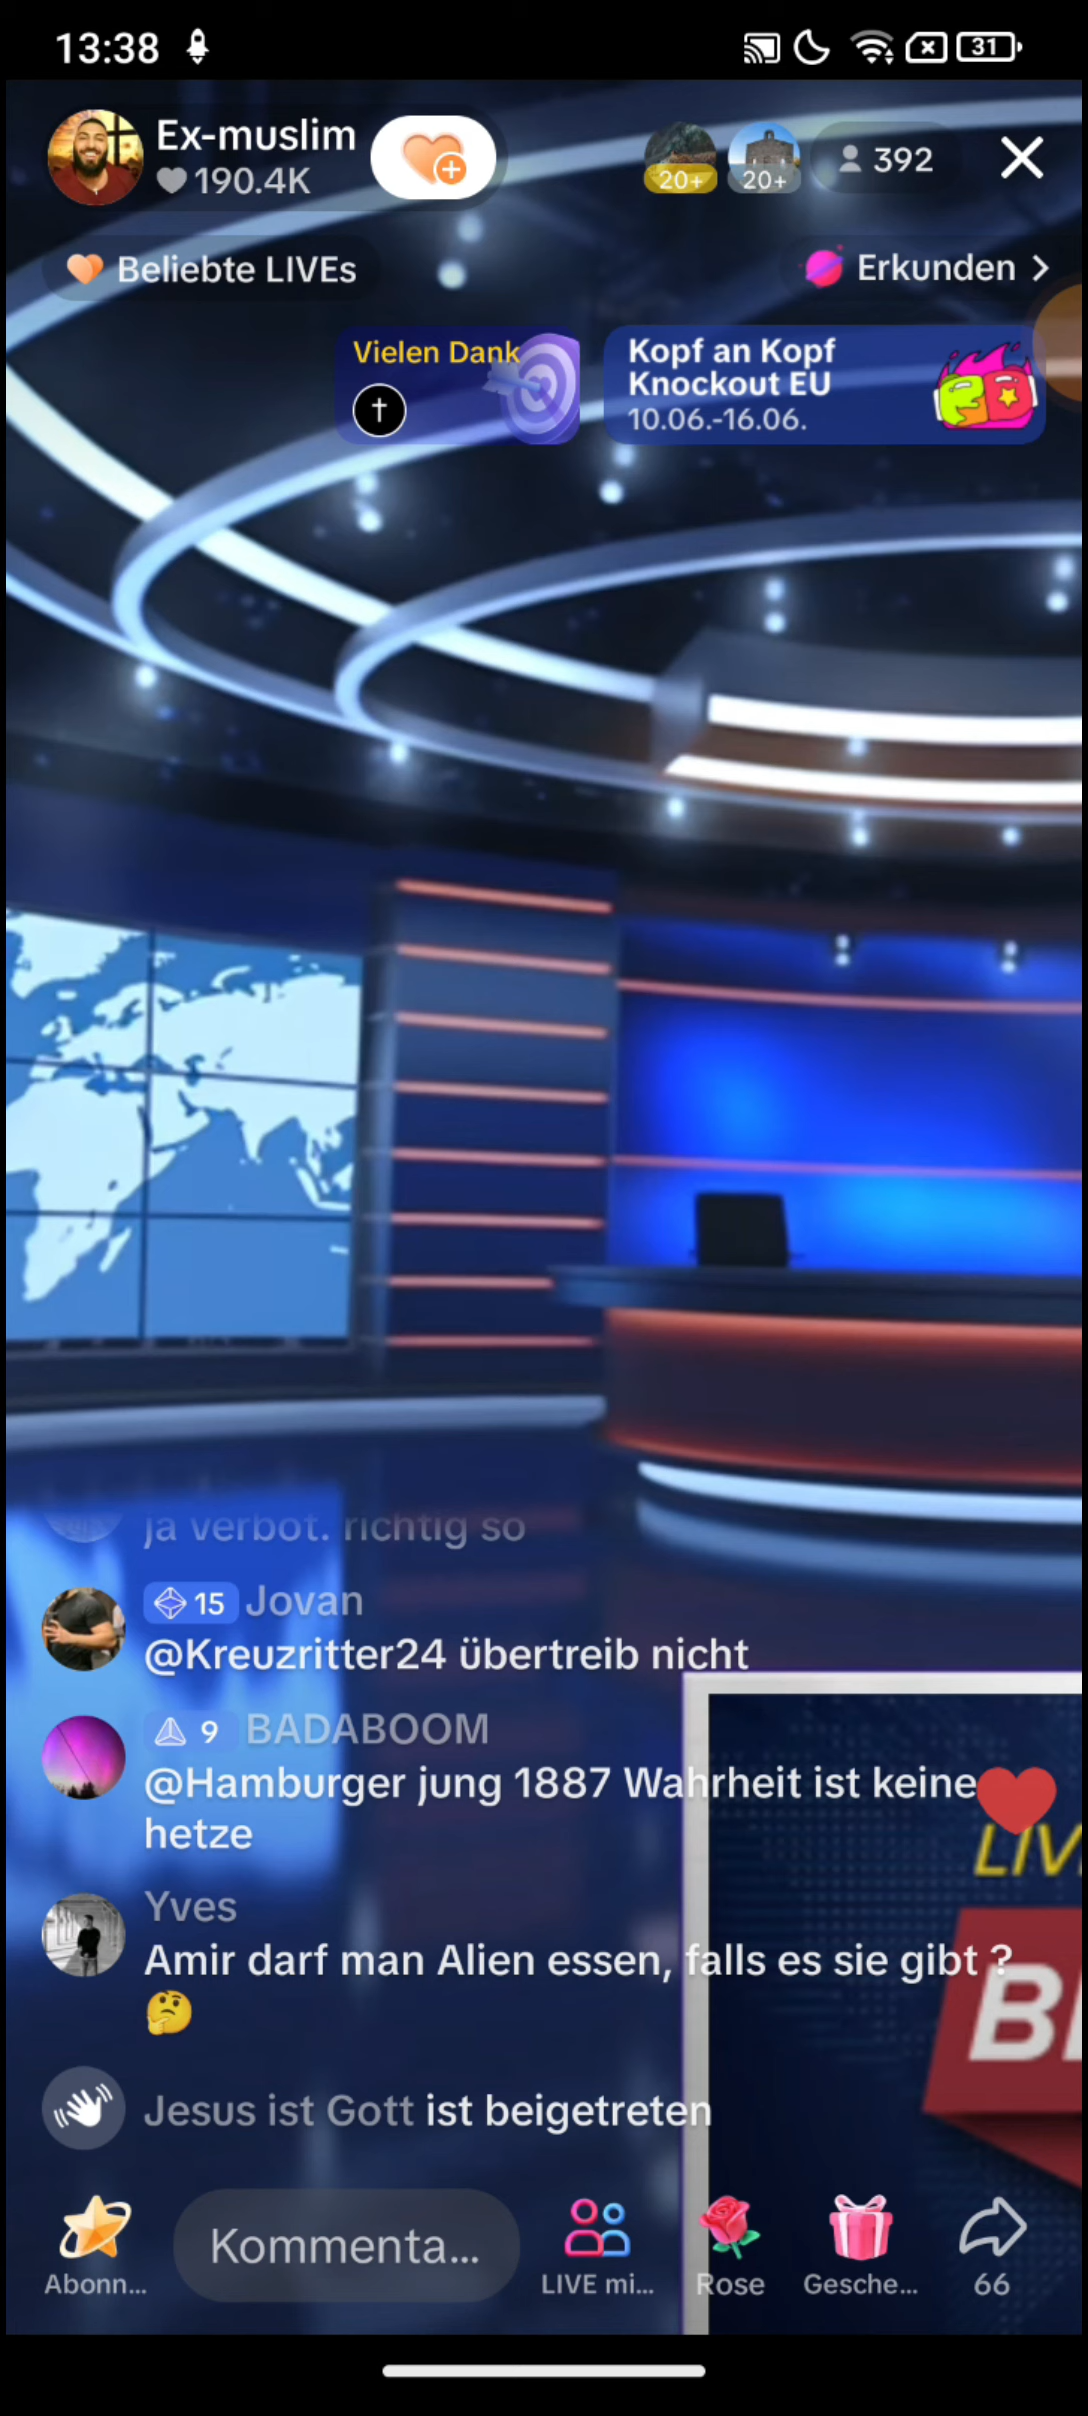 13:38
31
Ex-muslim
190.4K
20+
20+
392
Beliebte LIVEs
Erkunden
Vielen Dank
Kopf an Kopf
Knockout EU
10.06.-16.06.
ja verbot. richtig so
15 Jovan
@Kreuzritter24 übertreib nicht
9 BADABOOM
@Hamburger jung 1887 Wahrheit ist keine
hetze
LIV
Yves
Amir darf man Alien essen, falls es sie gibt ?
🤔
Jesus ist Gott ist beigetreten
Abonn...
Kommenta...
LIVE mi...
Rose
Gesche...
66